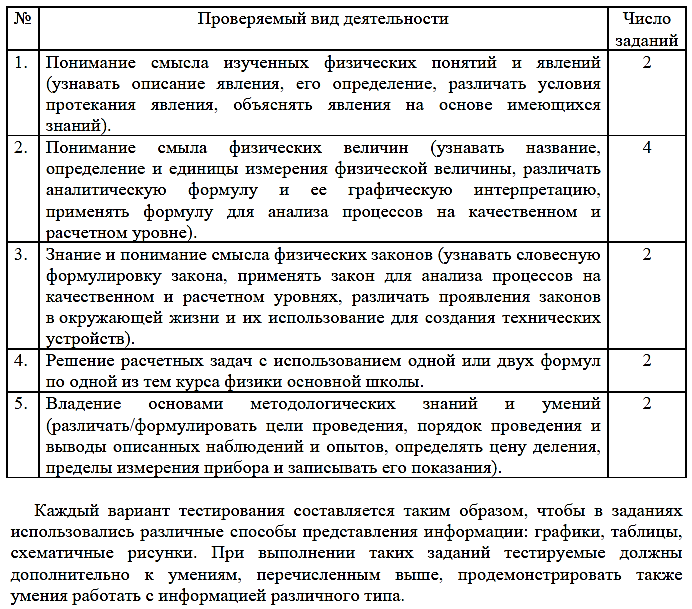 № Проверяемый вид деятельности Число
заданий
1. Понимание смысла изученных физических понятий и явлений 2
(узнавать описание явления, его определение, различать условия
протекания явления, объяснять явления на основе имеющихся
знаний).
2. Понимание смыла физических величин (узнавать название, 4
определение и единицы измерения физической величины, различать
аналитическую формулу и ее графическую интерпретацию,
применять формулу для анализа процессов на качественном и
расчетном уровне).
3. Знание и понимание смысла физических законов (узнавать словесную 2
формулировку закона, применять закон для анализа процессов на
качественном и расчетном уровнях, различать проявления законов
в окружающей жизни и их использование для создания технических
устройств).
4. Решение расчетных задач с использованием одной или двух формул 2
по одной из тем курса физики основной школы.
5. Владение основами методологических знаний и умений 2
(различать/формулировать цели проведения, порядок проведения и
выводы описанных наблюдений и опытов, определять цену деления,
пределы измерения прибора и записывать его показания).
Каждый вариант тестирования составляется таким образом, чтобы в заданиях
использовались различные способы представления информации: графики, таблицы,
схематичные рисунки. При выполнении таких заданий тестируемые должны
дополнительно к умениям, перечисленным выше, продемонстрировать также
умения работать с информацией различного типа.